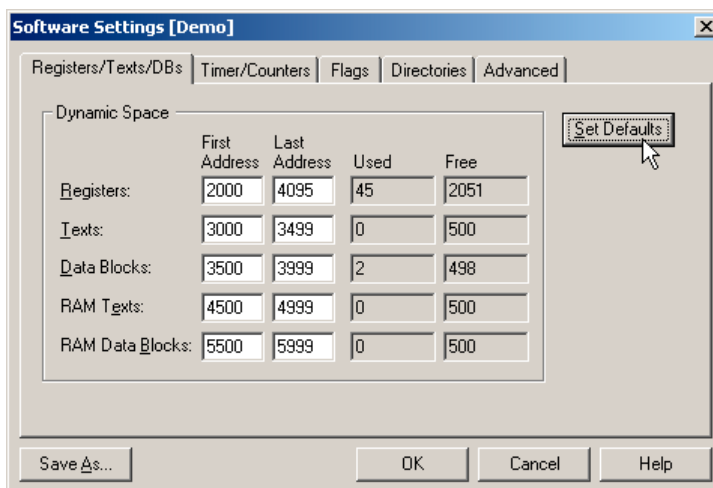 Software Settings [Demo]
Registers/Texts/DBs Timer/Counters Flags Directories Advanced
Dynamic Space
Set Defaults
First Last
Address Address Used Free
Registers: 2000 4095 45 2051
Texts: 3000 3499 0 500
Data Blocks: 3500 3999 2 498
RAM Texts: 4500 4999 0 500
RAM Data Blocks: 5500 5999 0 500
Save As... OK Cancel Help